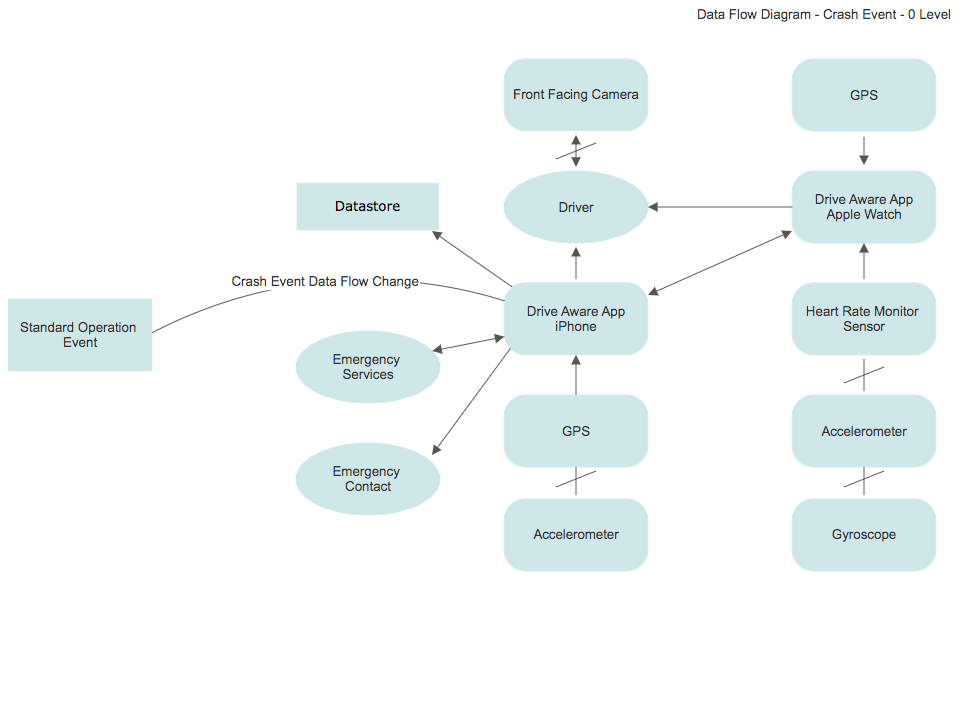 Data Flow Diagram - Crash Event - 0 Level
Front Facing Camera
GPS
Datastore
Driver
Drive Aware App
Apple Watch
Crash Event Data Flow Change
Standard Operation
Event
Drive Aware App
iPhone
Heart Rate Monitor
Sensor
Emergency
Services
GPS
Accelerometer
Emergency
Contact
Accelerometer
Gyroscope